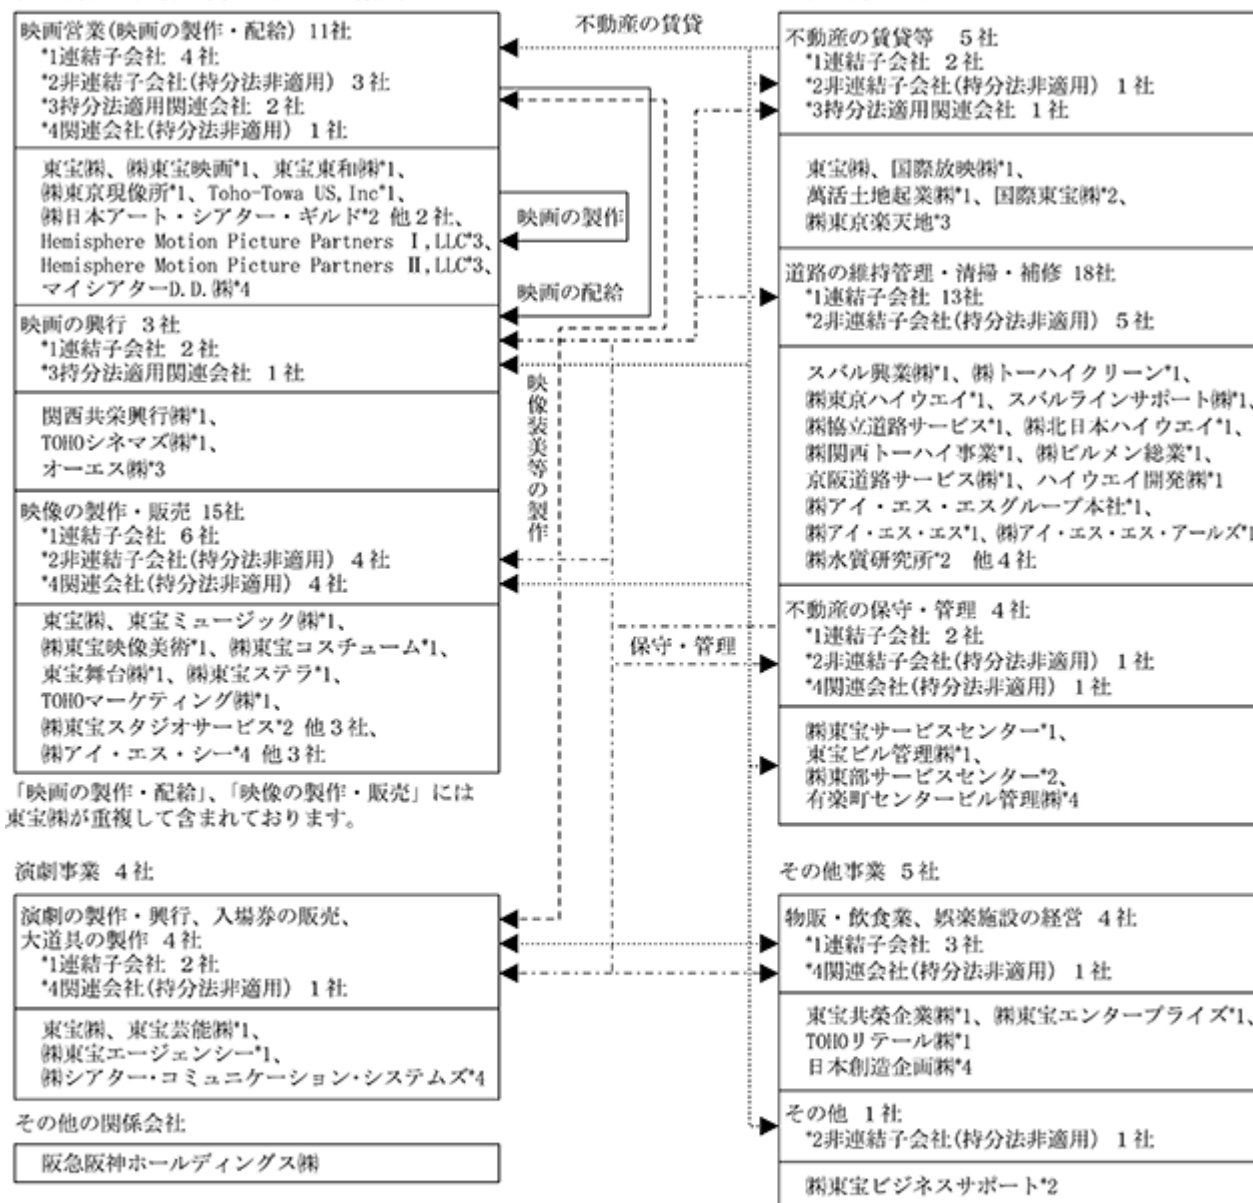 映画営業(映画の製作・配給) 11社
*1連結子会社 4社
*2非連結子会社(持分法非適用) 3社
*3持分法適用関連会社 2社
*4関連会社(持分法非適用) 1社
東宝㈱、㈱東宝映画*1、東宝東和㈱*1、
㈱東京現像所*1、Toho-Towa US,Inc*1、
㈱日本アート・シアター・ギルド*2 他2社、
Hemisphere Motion Picture Partners Ⅰ,LLC*3、
Hemisphere Motion Picture Partners Ⅱ,LLC*3、
マイシアターD.D.㈱*4
映画の興行 3社
*1連結子会社 2社
*3持分法適用関連会社 1社
関西共栄興行㈱*1、
TOHOシネマズ㈱*1、
オーエス㈱*3
映像の製作・販売 15社
*1連結子会社 6社
*2非連結子会社(持分法非適用) 4社
*4関連会社(持分法非適用) 4社
東宝㈱、東宝ミュージック㈱*1、
㈱東宝映像美術*1、㈱東宝コスチューム*1、
東宝舞台㈱*1、㈱東宝ステラ*1、
TOHOマーケティング㈱*1、
㈱東宝スタジオサービス*2 他3社、
㈱アイ・エス・シー*4 他3社
「映画の製作・配給」、「映像の製作・販売」には
東宝㈱が重複して含まれております。
演劇事業 4社
演劇の製作・興行、入場券の販売、
大道具の製作 4社
*1連結子会社 2社
*4関連会社(持分法非適用) 1社
東宝㈱、東宝芸能㈱*1、
㈱東宝エージェンシー*1、
㈱シアター・コミュニケーション・システムズ*4
その他の関係会社
阪急阪神ホールディングス㈱
不動産の賃貸
映画の製作
映画の配給
映像装美等の製作
保守・管理
不動産の賃貸等 5社
*1連結子会社 2社
*2非連結子会社(持分法非適用) 1社
*3持分法適用関連会社 1社
東宝㈱、国際放映㈱*1、
萬活土地起業㈱*1、国際東宝㈱*2、
㈱東京楽天地*3
道路の維持管理・清掃・補修 18社
*1連結子会社 13社
*2非連結子会社(持分法非適用) 5社
スバル興業㈱*1、㈱トーハイクリーン*1、
㈱東京ハイウエイ*1、スバルラインサポート㈱*1、
㈱協立道路サービス*1、㈱北日本ハイウエイ*1、
㈱関西トーハイ事業*1、㈱ビルメン総業*1、
京阪道路サービス㈱*1、ハイウエイ開発㈱*1
㈱アイ・エス・エスグループ本社*1、
㈱アイ・エス・エス*1、㈱アイ・エス・エス・アールズ*1
㈱水質研究所*2 他4社
不動産の保守・管理 4社
*1連結子会社 2社
*2非連結子会社(持分法非適用) 1社
*4関連会社(持分法非適用) 1社
㈱東宝サービスセンター*1、
東宝ビル管理㈱*1、
㈱東部サービスセンター*2、
有楽町センタービル管理㈱*4
その他事業 5社
物販・飲食業、娯楽施設の経営 4社
*1連結子会社 3社
*4関連会社(持分法非適用) 1社
東宝共榮企業㈱*1、㈱東宝エンタープライズ*1、
TOHOリテール㈱*1
日本創造企画㈱*4
その他 1社
*2非連結子会社(持分法非適用) 1社
㈱東宝ビジネスサポート*2